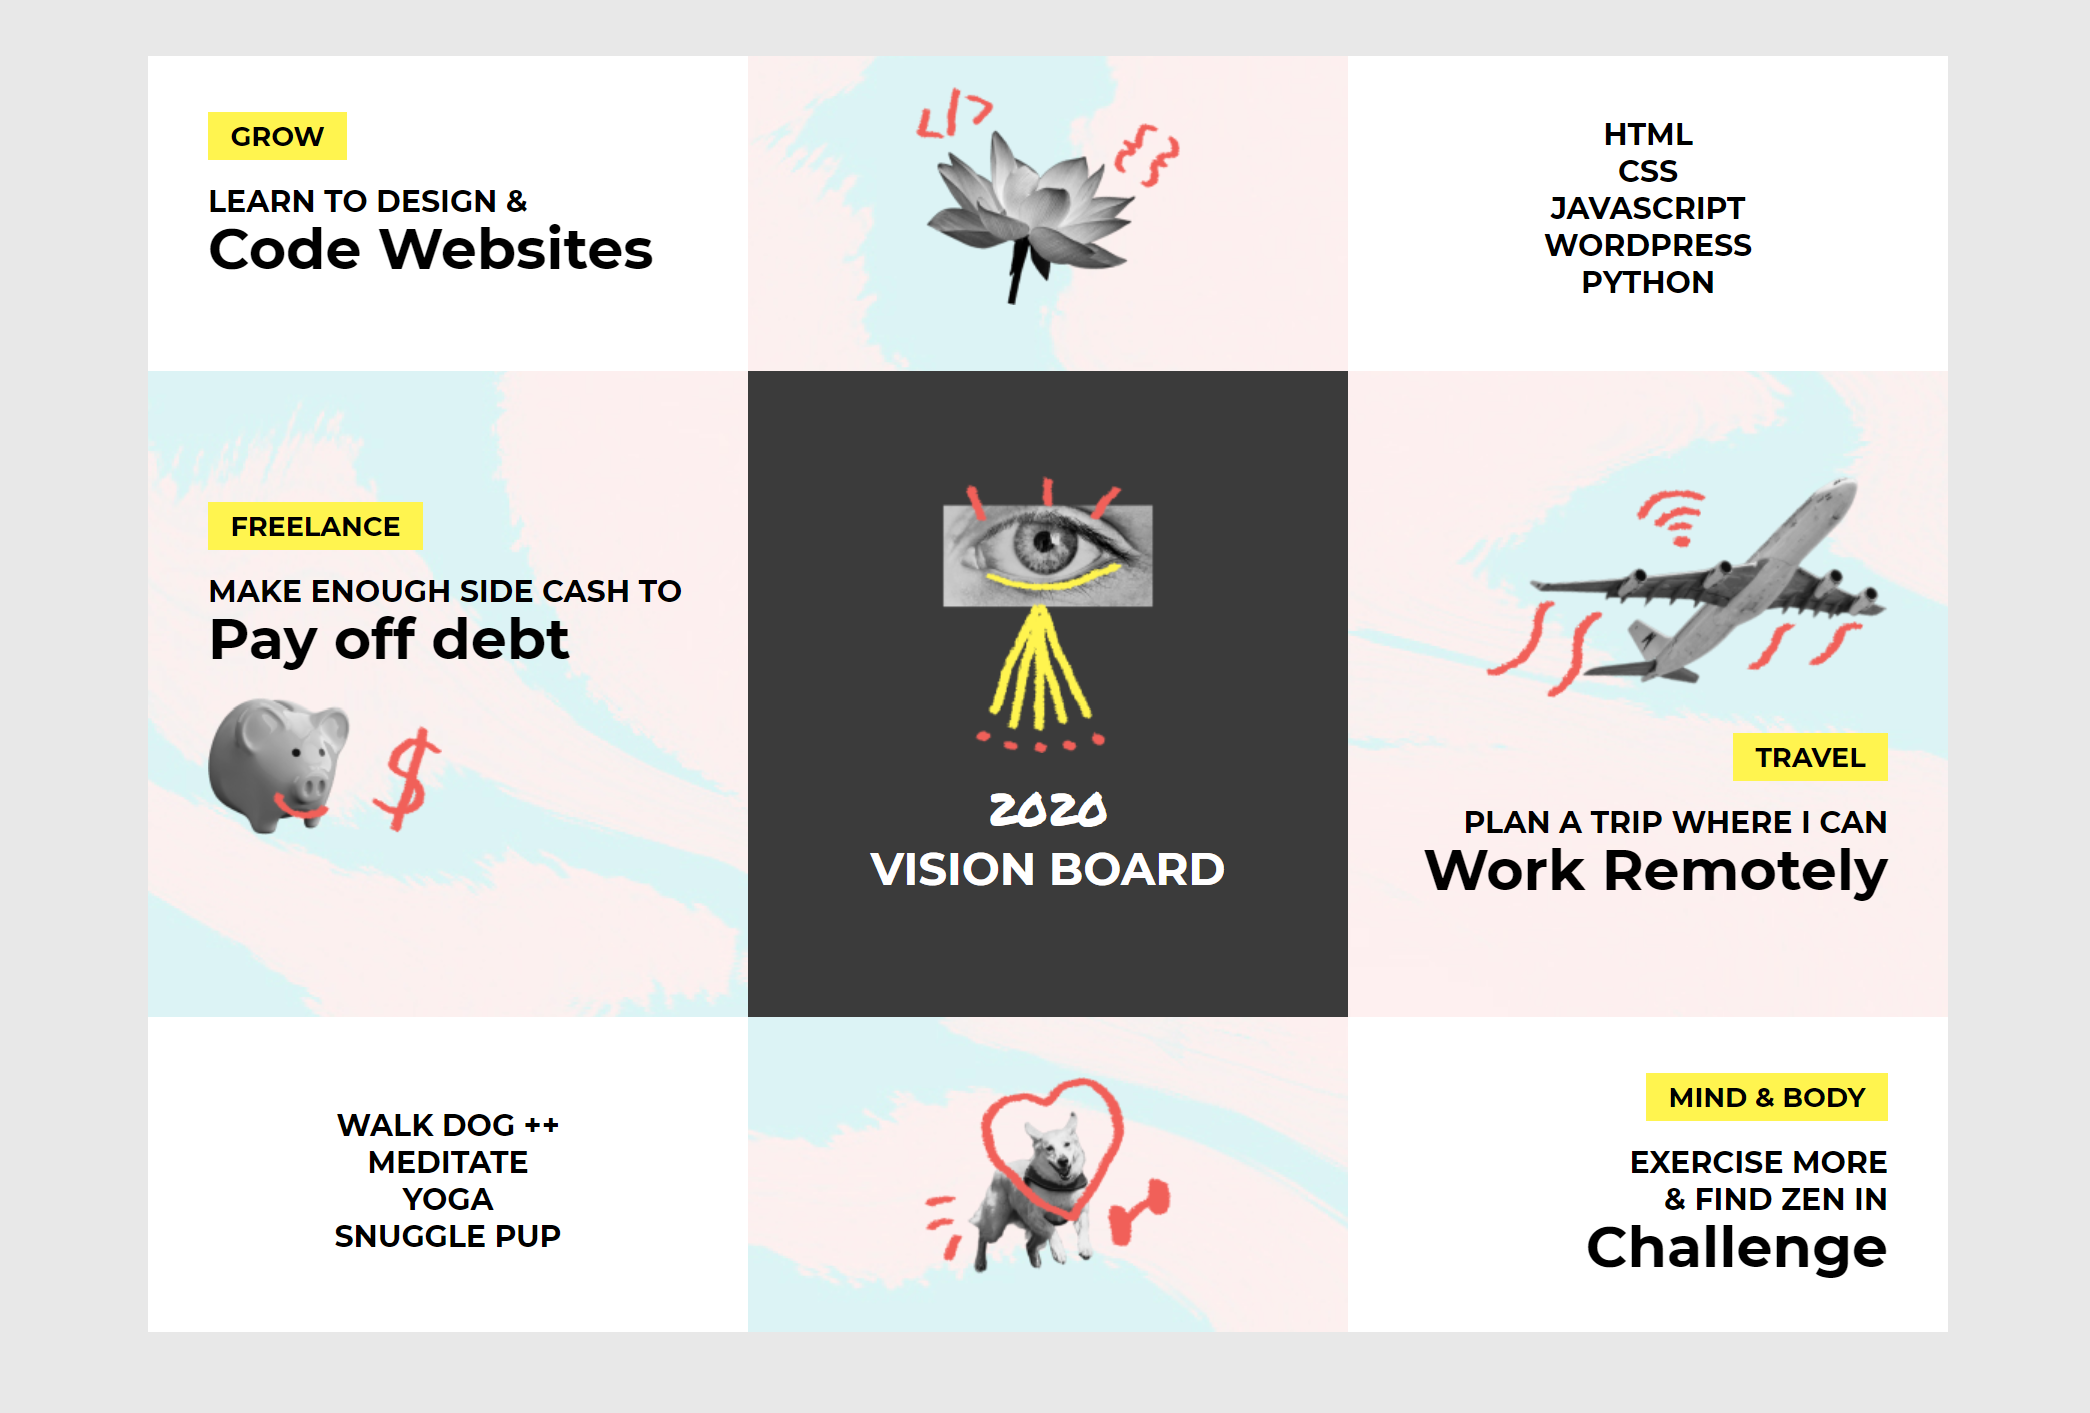 GROW
LEARN TO DESIGN &
Code Websites
</>
{}
HTML
CSS
JAVASCRIPT
WORDPRESS
PYTHON
FREELANCE
MAKE ENOUGH SIDE CASH TO
Pay off debt
$
2020
VISION BOARD
TRAVEL
PLAN A TRIP WHERE I CAN
Work Remotely
WALK DOG ++
MEDITATE
YOGA
SNUGGLE PUP
MIND & BODY
EXERCISE MORE
& FIND ZEN IN
Challenge